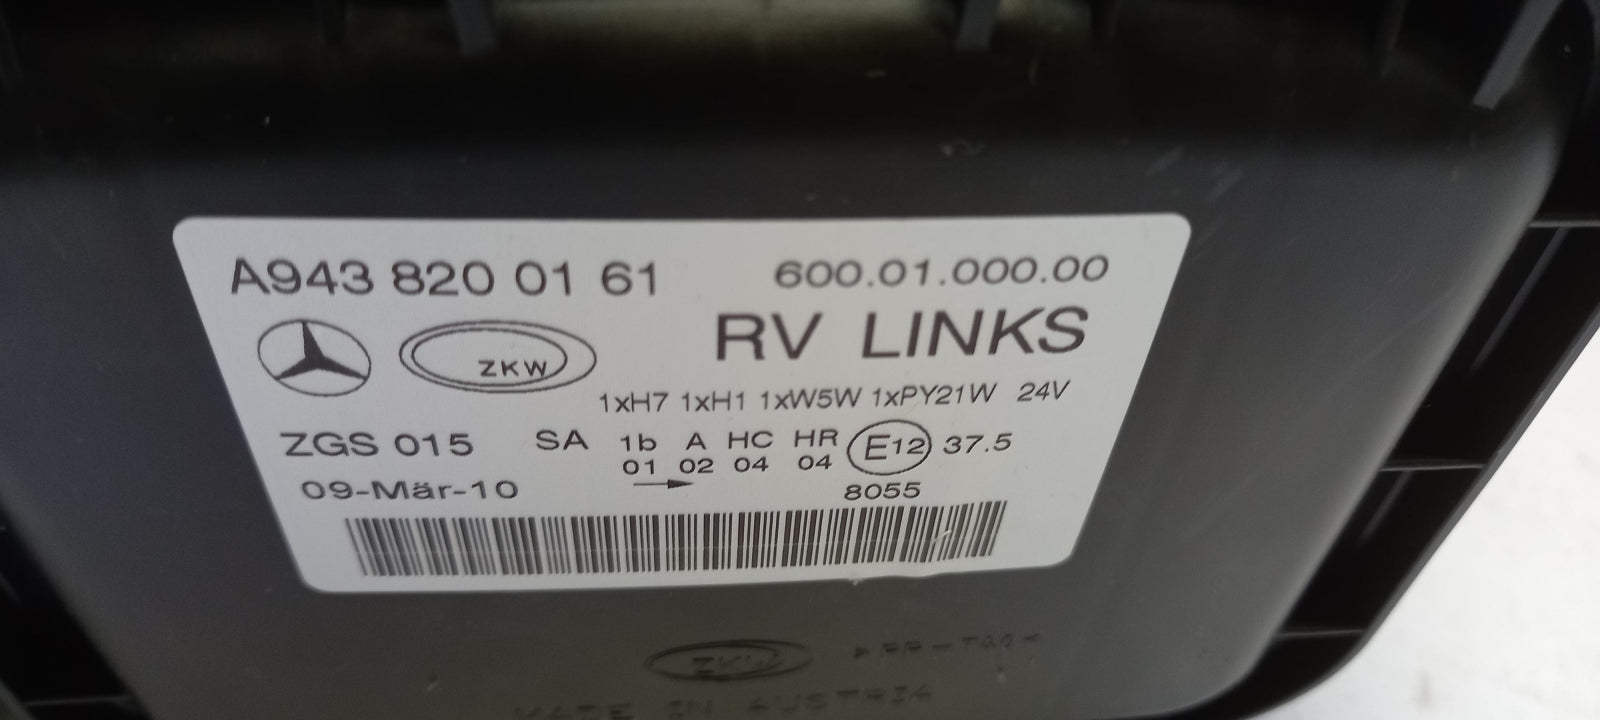 A943 820 01 61 600.01.000.00
ZKW RV LINKS
1xH7 1xH1 1xW5W 1xPY21W 24V
ZGS 015 SA 1b A HC HR E12 37.5
01 02 04 04
09-Mär-10 8055
ZKW
MADE IN AUSTRIA